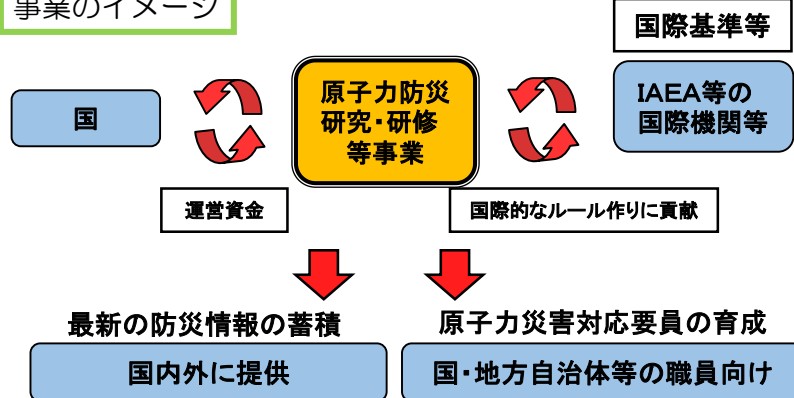 事業のイメージ
国際基準等
国
原子力防災
研究・研修
等事業
IAEA等の
国際機関等
運営資金
国際的なルール作りに貢献
最新の防災情報の蓄積
原子力災害対応要員の育成
国内外に提供
国・地方自治体等の職員向け